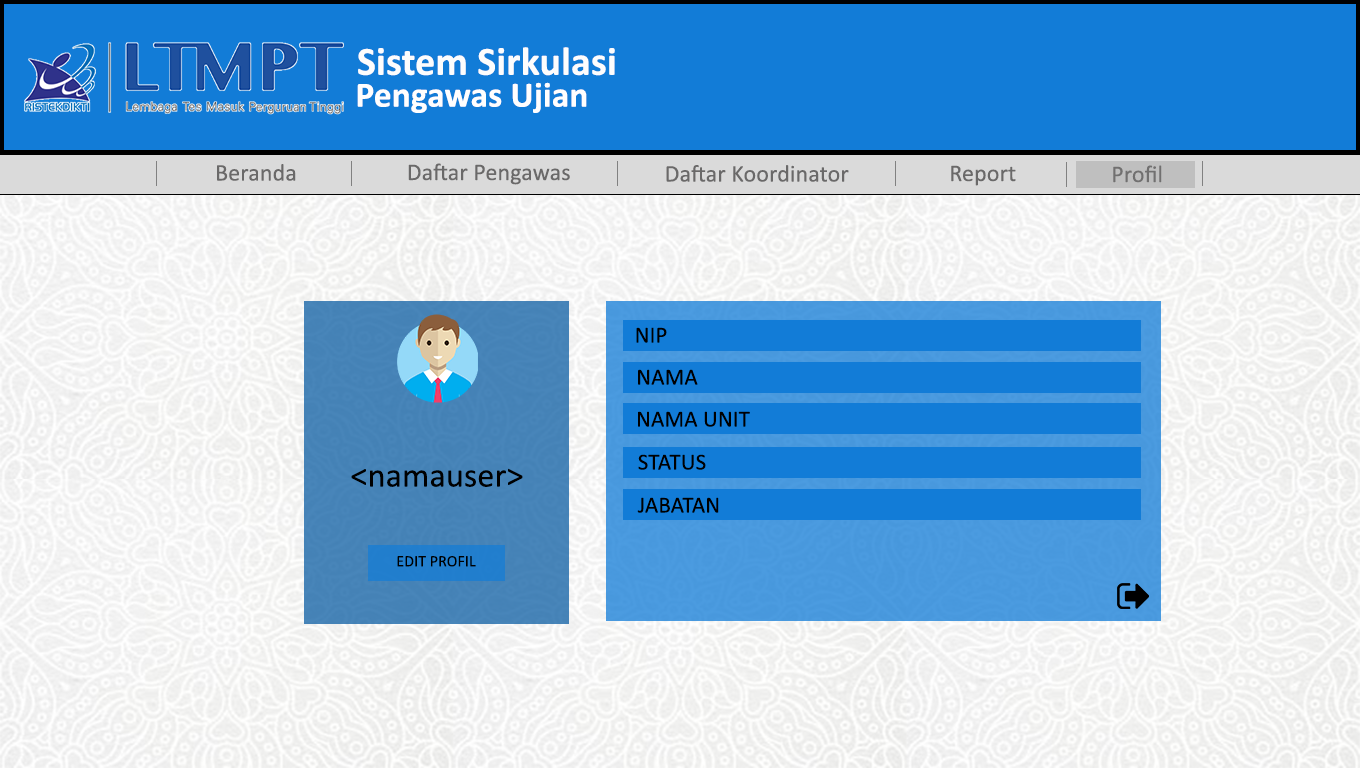 LTMPT
RISTEKDIKTI
Lembaga Tes Masuk Perguruan Tinggi
Sistem Sirkulasi
Pengawas Ujian
Beranda
Daftar Pengawas
Daftar Koordinator
Report
Profil
<namauser>
EDIT PROFIL
NIP
NAMA
NAMA UNIT
STATUS
JABATAN